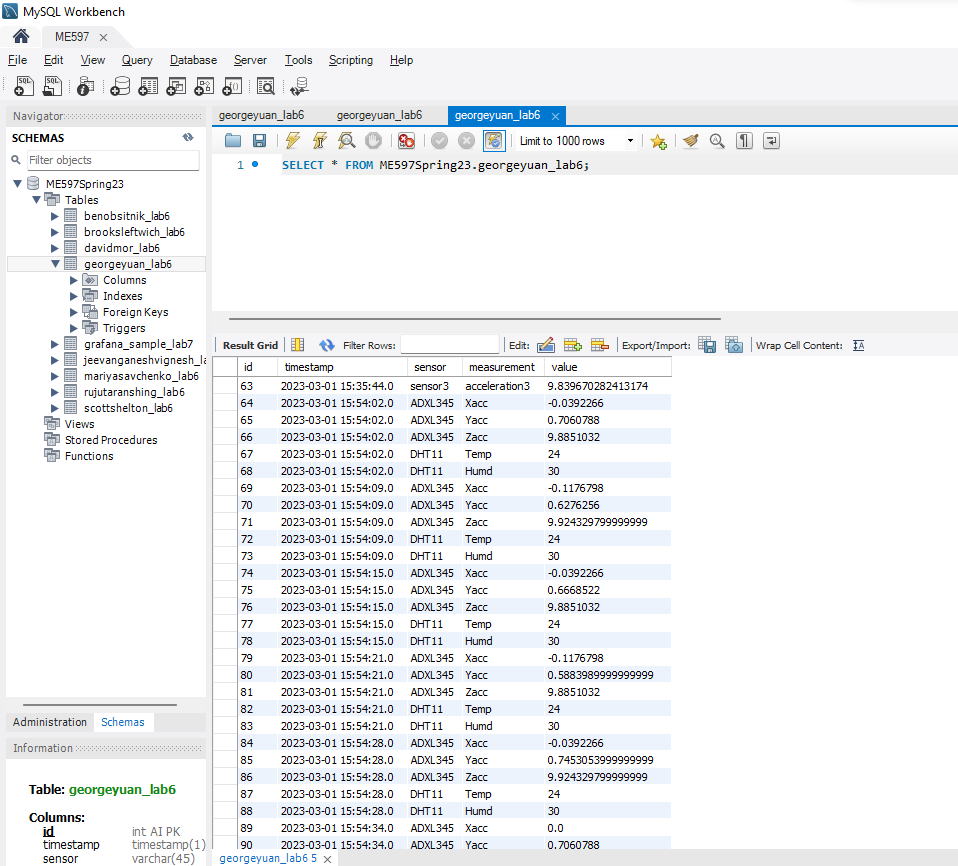 MySQL Workbench
ME597
File Edit View Query Database Server Tools Scripting Help
Navigator
SCHEMAS
Filter objects
ME597Spring23
Tables
benobsitnik_lab6
brooksleftwich_lab6
davidmor_lab6
georgeyuan_lab6
Columns
Indexes
Foreign Keys
Triggers
grafana_sample_lab7
jeevanganeshvignesh_la
mariyasavchenko_lab6
rujutaranshing_lab6
scottshelton_lab6
Views
Stored Procedures
Functions
Administration Schemas
Information
Table: georgeyuan_lab6
Columns:
id int AI PK
timestamp timestamp(1)
sensor varchar(45)
georgeyuan_lab6 georgeyuan_lab6 georgeyuan_lab6
Limit to 1000 rows
1 SELECT * FROM ME597Spring23.georgeyuan_lab6;
Result Grid Filter Rows: Edit: Export/Import: Wrap Cell Content:
id timestamp sensor measurement value
63 2023-03-01 15:35:44.0 sensor3 acceleration3 9.839670282413174
64 2023-03-01 15:54:02.0 ADXL345 Xacc -0.0392266
65 2023-03-01 15:54:02.0 ADXL345 Yacc 0.7060788
66 2023-03-01 15:54:02.0 ADXL345 Zacc 9.8851032
67 2023-03-01 15:54:02.0 DHT11 Temp 24
68 2023-03-01 15:54:02.0 DHT11 Humd 30
69 2023-03-01 15:54:09.0 ADXL345 Xacc -0.1176798
70 2023-03-01 15:54:09.0 ADXL345 Yacc 0.6276256
71 2023-03-01 15:54:09.0 ADXL345 Zacc 9.924329799999999
72 2023-03-01 15:54:09.0 DHT11 Temp 24
73 2023-03-01 15:54:09.0 DHT11 Humd 30
74 2023-03-01 15:54:15.0 ADXL345 Xacc -0.0392266
75 2023-03-01 15:54:15.0 ADXL345 Yacc 0.6668522
76 2023-03-01 15:54:15.0 ADXL345 Zacc 9.8851032
77 2023-03-01 15:54:15.0 DHT11 Temp 24
78 2023-03-01 15:54:15.0 DHT11 Humd 30
79 2023-03-01 15:54:21.0 ADXL345 Xacc -0.1176798
80 2023-03-01 15:54:21.0 ADXL345 Yacc 0.5883989999999999
81 2023-03-01 15:54:21.0 ADXL345 Zacc 9.8851032
82 2023-03-01 15:54:21.0 DHT11 Temp 24
83 2023-03-01 15:54:21.0 DHT11 Humd 30
84 2023-03-01 15:54:28.0 ADXL345 Xacc -0.0392266
85 2023-03-01 15:54:28.0 ADXL345 Yacc 0.7453053999999999
86 2023-03-01 15:54:28.0 ADXL345 Zacc 9.924329799999999
87 2023-03-01 15:54:28.0 DHT11 Temp 24
88 2023-03-01 15:54:28.0 DHT11 Humd 30
89 2023-03-01 15:54:34.0 ADXL345 Xacc 0.0
90 2023-03-01 15:54:34.0 ADXL345 Yacc 0.7060788
georgeyuan_lab6 5